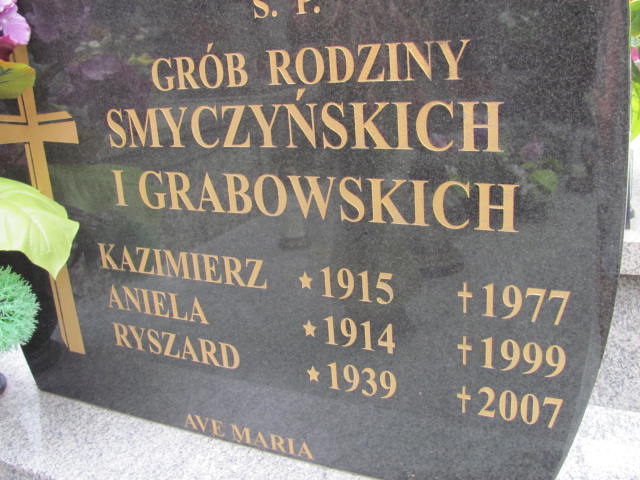 Ś. P.
GRÓB RODZINY
SMYCZYŃSKICH
I GRABOWSKICH
KAZIMIERZ ★ 1915 † 1977
ANIELA ★ 1914 † 1999
RYSZARD ★ 1939 † 2007
AVE MARIA